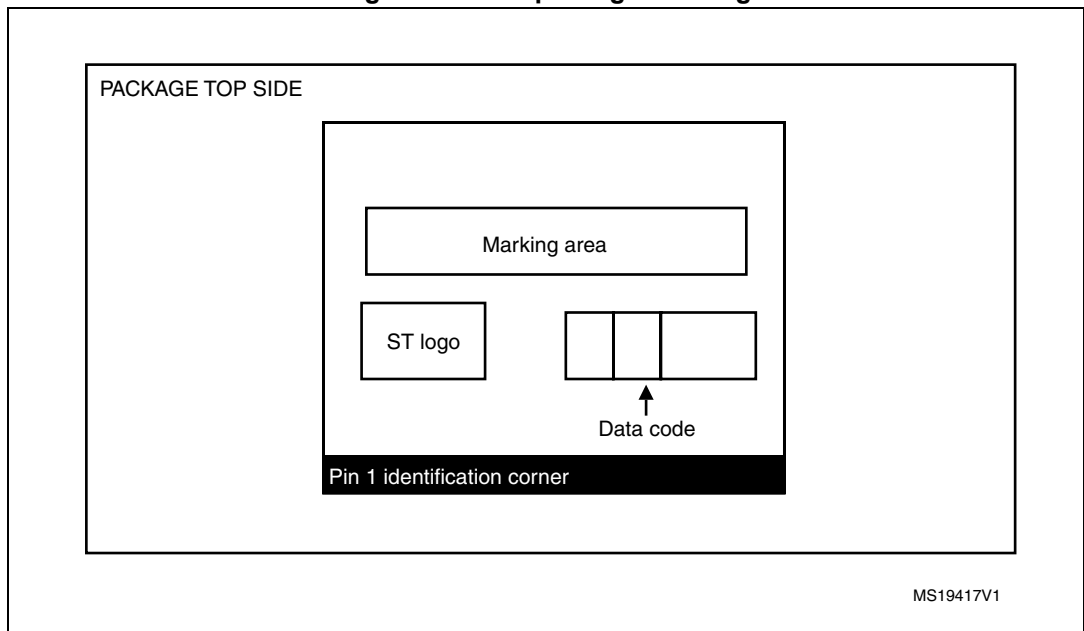 PACKAGE TOP SIDE
Marking area
ST logo
Data code
Pin 1 identification corner
MS19417V1